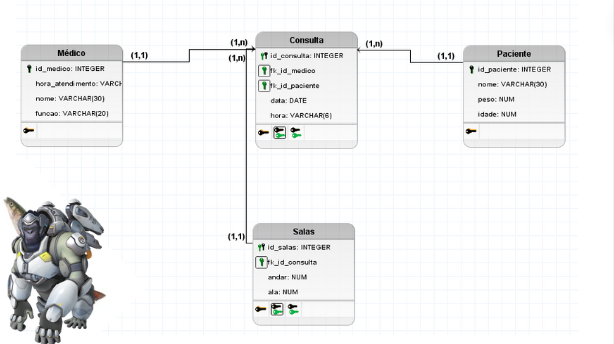 Médico
id_medico: INTEGER
hora_atendimento: VARCH
nome: VARCHAR(30)
funcao: VARCHAR(20)
(1,1)
(1,n)
(1,n)
Consulta
id_consulta: INTEGER
fk_id_medico
fk_id_paciente
data: DATE
hora: VARCHAR(6)
(1,n)
(1,1)
Paciente
id_paciente: INTEGER
nome: VARCHAR(30)
peso: NUM
idade: NUM
(1,1)
Salas
id_salas: INTEGER
fk_id_consulta
andar: NUM
ala: NUM